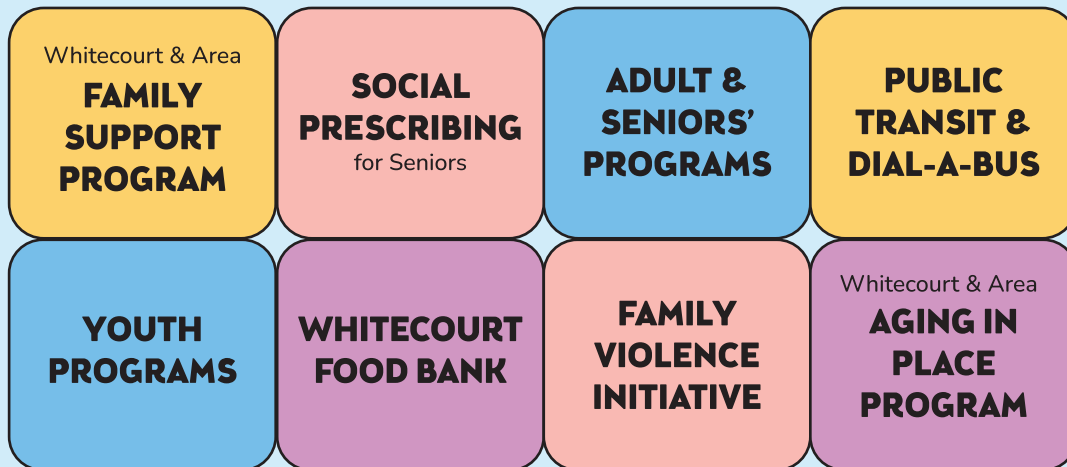 Whitecourt & Area
FAMILY
SUPPORT
PROGRAM
SOCIAL
PRESCRIBING
for Seniors
ADULT &
SENIORS’
PROGRAMS
PUBLIC
TRANSIT &
DIAL-A-BUS
YOUTH
PROGRAMS
WHITECOURT
FOOD BANK
FAMILY
VIOLENCE
INITIATIVE
Whitecourt & Area
AGING IN
PLACE
PROGRAM